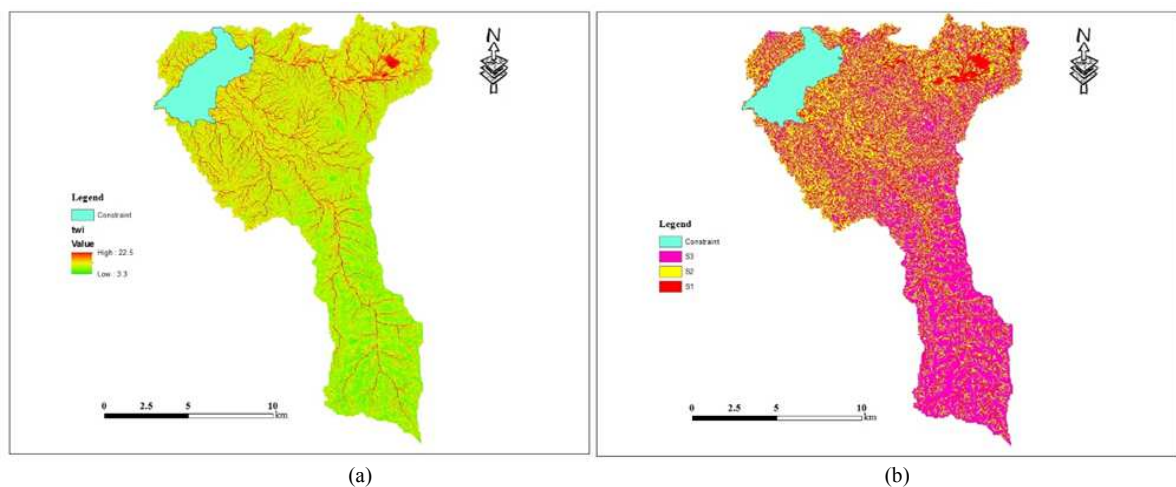 N
Legend
Constraint
twi
Value
High : 22.5
Low : 3.3
0 2.5 5 10
km
(a)
N
Legend
Constraint
S3
S2
S1
0 2.5 5 10
km
(b)